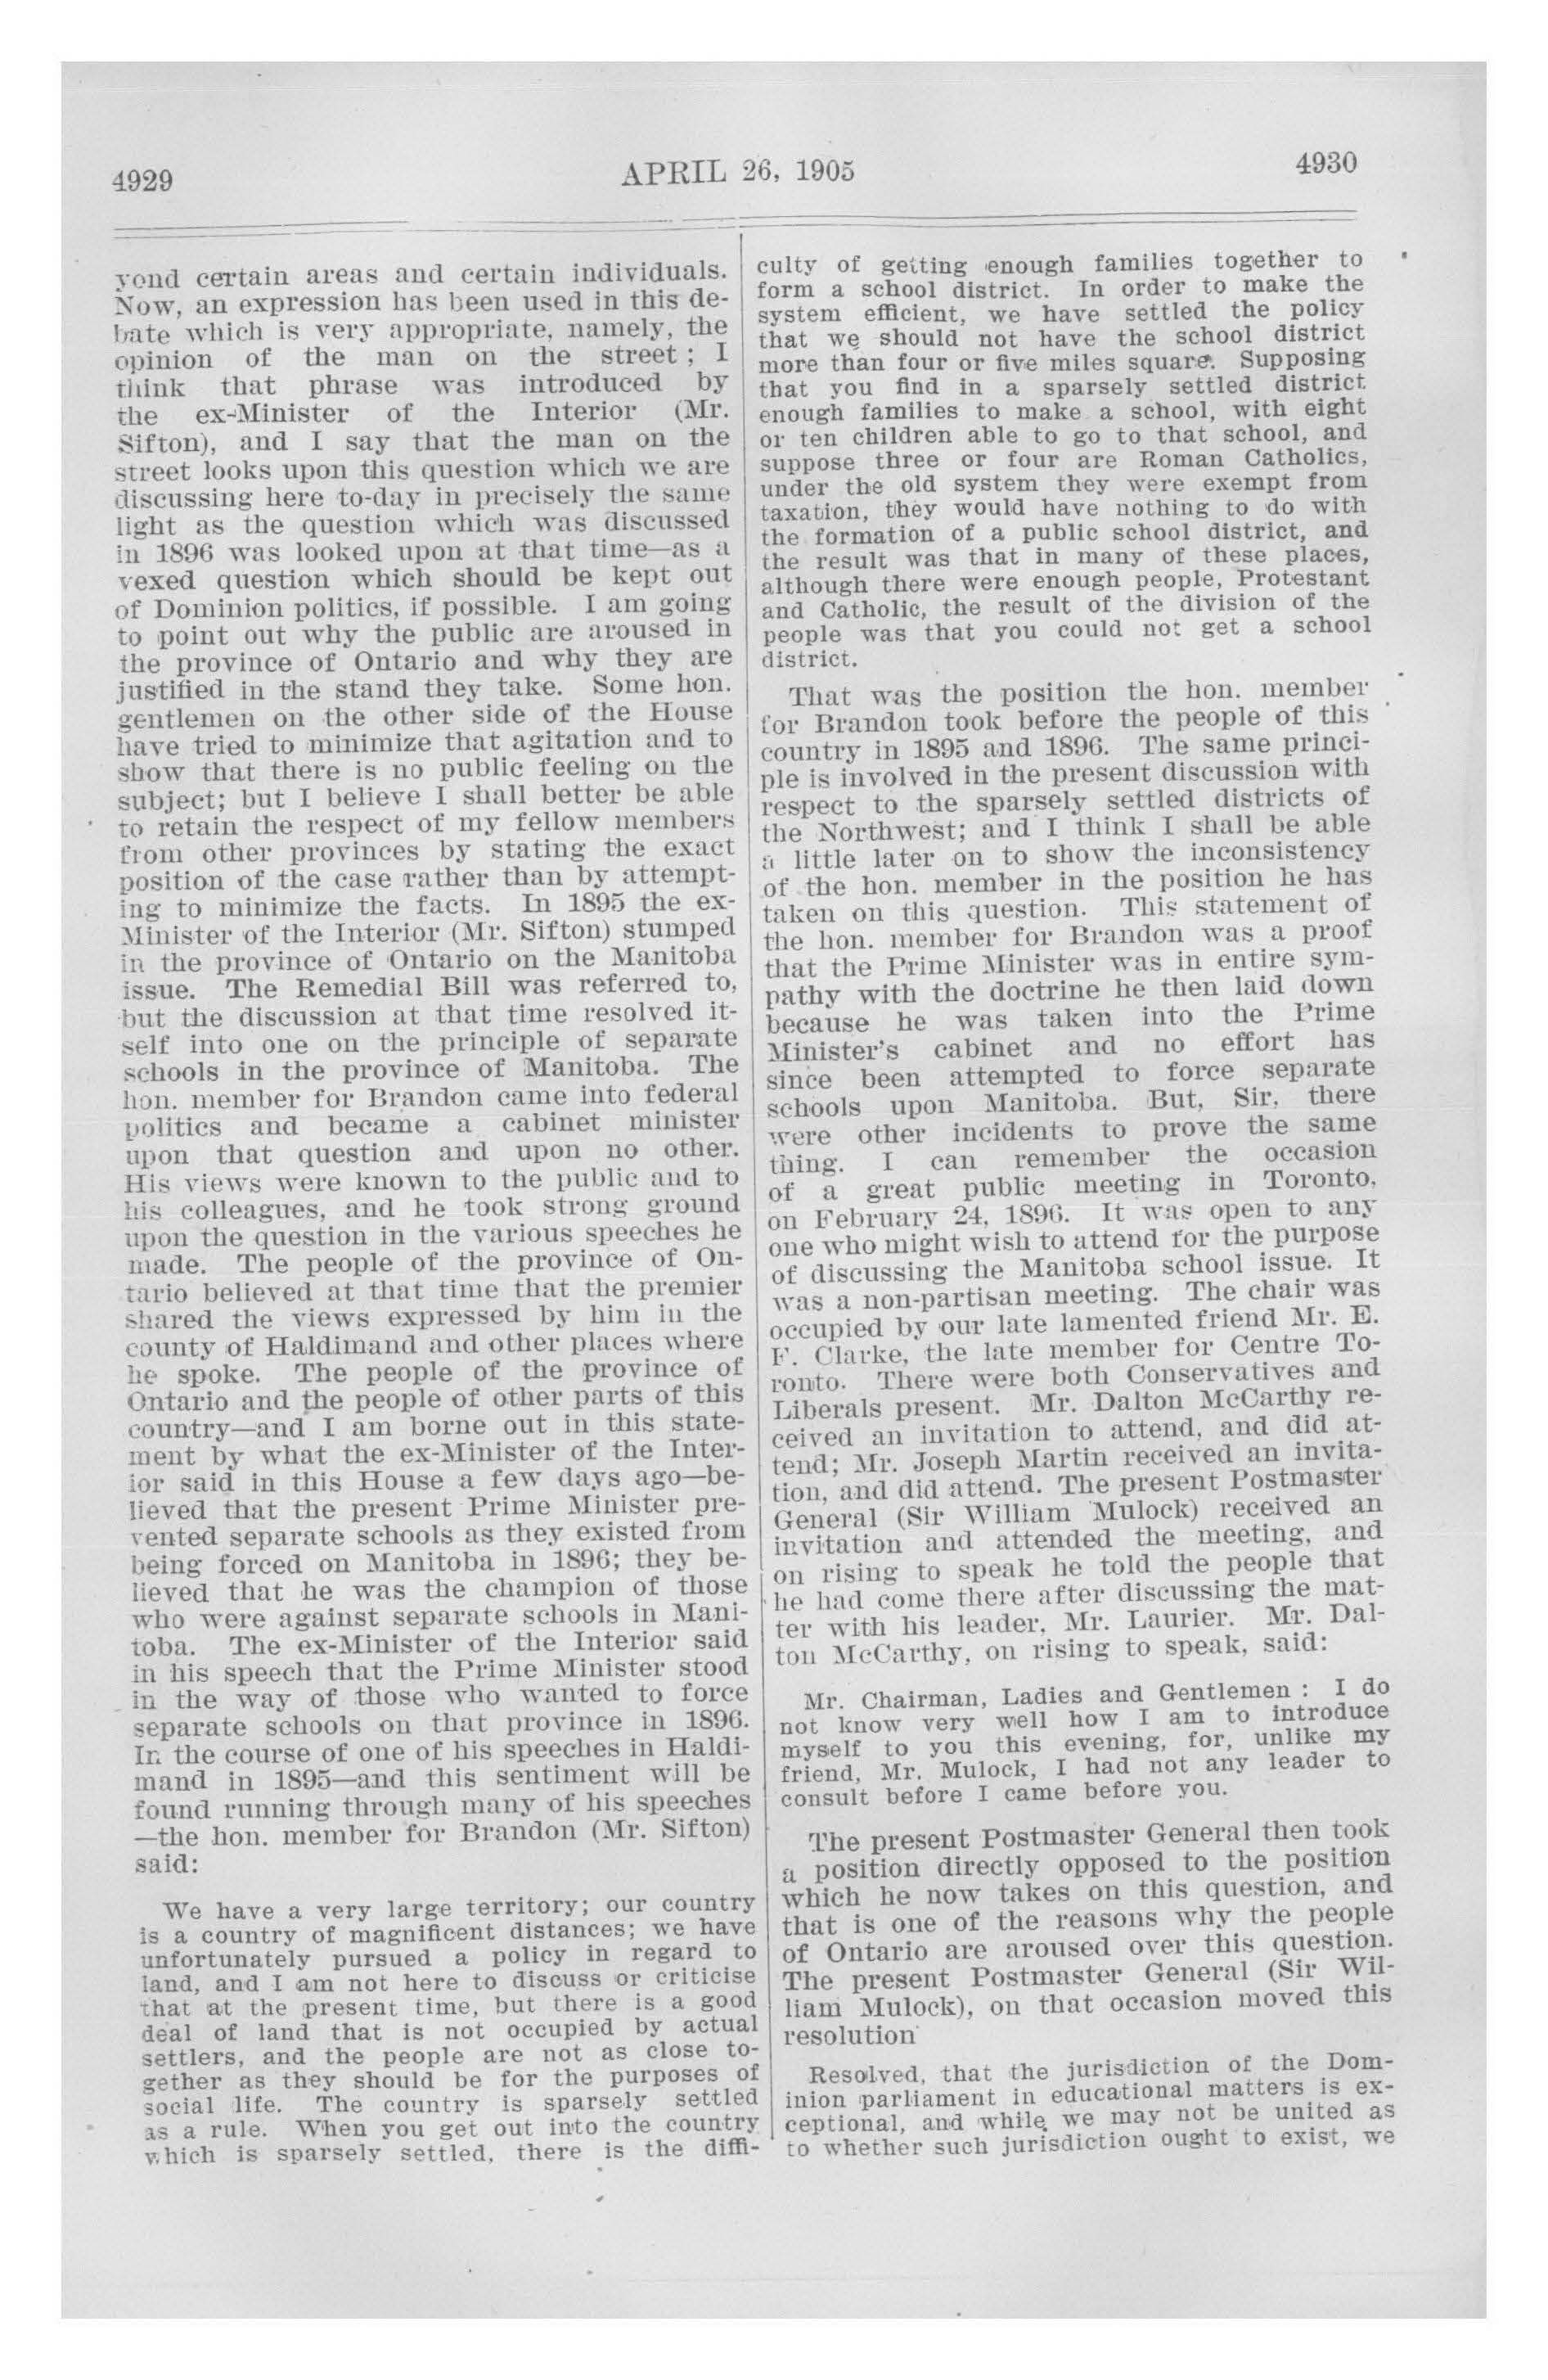 4929
APRIL 26, 1905
4930
yond certain areas and certain individuals.
Now, an expression has been used in this de-
bate which is very appropriate, namely, the
opinion of the man on the street ; I
think that phrase was introduced by
the ex-Minister of the Interior (Mr.
Sifton), and I say that the man on the
street looks upon this question which we are
discussing here to-day in precisely the same
light as the question which was discussed
in 1896 was looked upon at that time—as a
vexed question which should be kept out
of Dominion politics, if possible. I am going
to point out why the public are aroused in
the province of Ontario and why they are
justified in the stand they take. Some hon.
gentlemen on the other side of the House
have tried to minimize that agitation and to
show that there is no public feeling on the
subject; but I believe I shall better be able
to retain the respect of my fellow members
from other provinces by stating the exact
position of the case rather than by attempt-
ing to minimize the facts. In 1895 the ex-
Minister of the Interior (Mr. Sifton) stumped
in the province of Ontario on the Manitoba
issue. The Remedial Bill was referred to,
but the discussion at that time resolved it-
self into one on the principle of separate
schools in the province of Manitoba. The
hon. member for Brandon came into federal
politics and became a cabinet minister
upon that question and upon no other.
His views were known to the public and to
his colleagues, and he took strong ground
upon the question in the various speeches he
made. The people of the province of On-
tario believed at that time that the premier
shared the views expressed by him in the
county of Haldimand and other places where
he spoke. The people of the province of
Ontario and the people of other parts of this
country—and I am borne out in this state-
ment by what the ex-Minister of the Inter-
ior said in this House a few days ago—be-
lieved that the present Prime Minister pre-
vented separate schools as they existed from
being forced on Manitoba in 1896; they be-
lieved that he was the champion of those
who were against separate schools in Mani-
toba. The ex-Minister of the Interior said
in his speech that the Prime Minister stood
in the way of those who wanted to force
separate schools on that province in 1896.
In the course of one of his speeches in Haldi-
mand in 1895—and this sentiment will be
found running through many of his speeches
—the hon. member for Brandon (Mr. Sifton)
said:
We have a very large territory; our country
is a country of magnificent distances; we have
unfortunately pursued a policy in regard to
land, and I am not here to discuss or criticise
that at the present time, but there is a good
deal of land that is not occupied by actual
settlers, and the people are not as close to-
gether as they should be for the purposes of
social life. The country is sparsely settled
as a rule. When you get out into the country
which is sparsely settled, there is the diffi-
culty of getting enough families together to
form a school district. In order to make the
system efficient, we have settled the policy
that we should not have the school district
more than four or five miles square. Supposing
that you find in a sparsely settled district
enough families to make a school, with eight
or ten children able to go to that school, and
suppose three or four are Roman Catholics,
under the old system they were exempt from
taxation, they would have nothing to do with
the formation of a public school district, and
the result was that in many of these places,
although there were enough people, Protestant
and Catholic, the result of the division of the
people was that you could not get a school
district.
That was the position the hon. member
for Brandon took before the people of this
country in 1895 and 1896. The same princi-
ple is involved in the present discussion with
respect to the sparsely settled districts of
the Northwest; and I think I shall be able
a little later on to show the inconsistency
of the hon. member in the position he has
taken on this question. This statement of
the hon. member for Brandon was a proof
that the Prime Minister was in entire sym-
pathy with the doctrine he then laid down
because he was taken into the Prime
Minister's cabinet and no effort has
since been attempted to force separate
schools upon Manitoba. But, Sir, there
were other incidents to prove the same
thing. I can remember the occasion
of a great public meeting in Toronto,
on February 24, 1896. It was open to any
one who might wish to attend for the purpose
of discussing the Manitoba school issue. It
was a non-partisan meeting. The chair was
occupied by our late lamented friend Mr. E.
F. Clarke, the late member for Centre To-
ronto. There were both Conservatives and
Liberals present. Mr. Dalton McCarthy re-
ceived an invitation to attend, and did at-
tend; Mr. Joseph Martin received an invita-
tion, and did attend. The present Postmaster
General (Sir William Mulock) received an
invitation and attended the meeting, and
on rising to speak he told the people that
he had come there after discussing the mat-
ter with his leader, Mr. Laurier. Mr. Dal-
ton McCarthy, on rising to speak, said:
Mr. Chairman, Ladies and Gentlemen : I do
not know very well how I am to introduce
myself to you this evening, for, unlike my
friend, Mr. Mulock, I had not any leader to
consult before I came before you.
The present Postmaster General then took
a position directly opposed to the position
which he now takes on this question, and
that is one of the reasons why the people
of Ontario are aroused over this question.
The present Postmaster General (Sir Wil-
liam Mulock), on that occasion moved this
resolution
Resolved, that the jurisdiction of the Dom-
inion parliament in educational matters is ex-
ceptional, and while we may not be united as
to whether such jurisdiction ought to exist, we